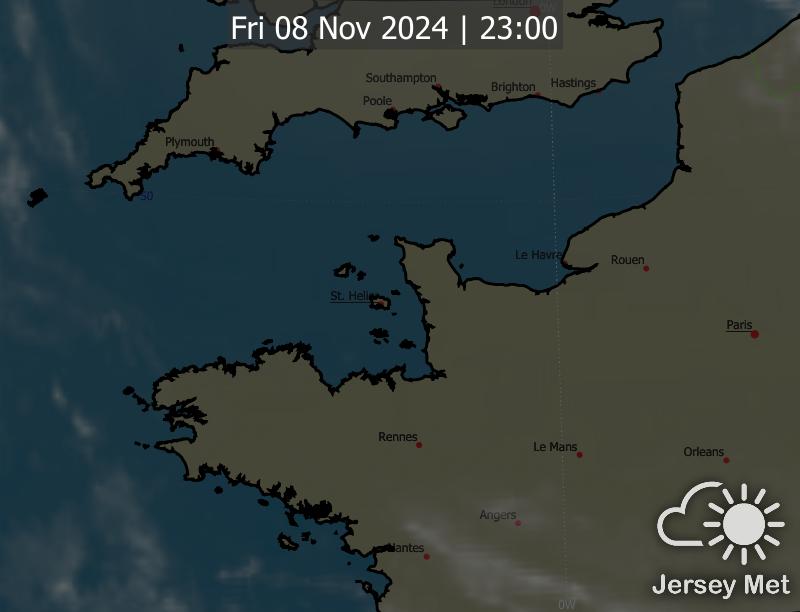 London
0W
Fri 08 Nov 2024 | 23:00
Southampton
Brighton
Hastings
Poole
Plymouth
50
Le Havre
Rouen
St. Helier
Paris
Rennes
Le Mans
Orleans
Angers
Nantes
Jersey Met
0W